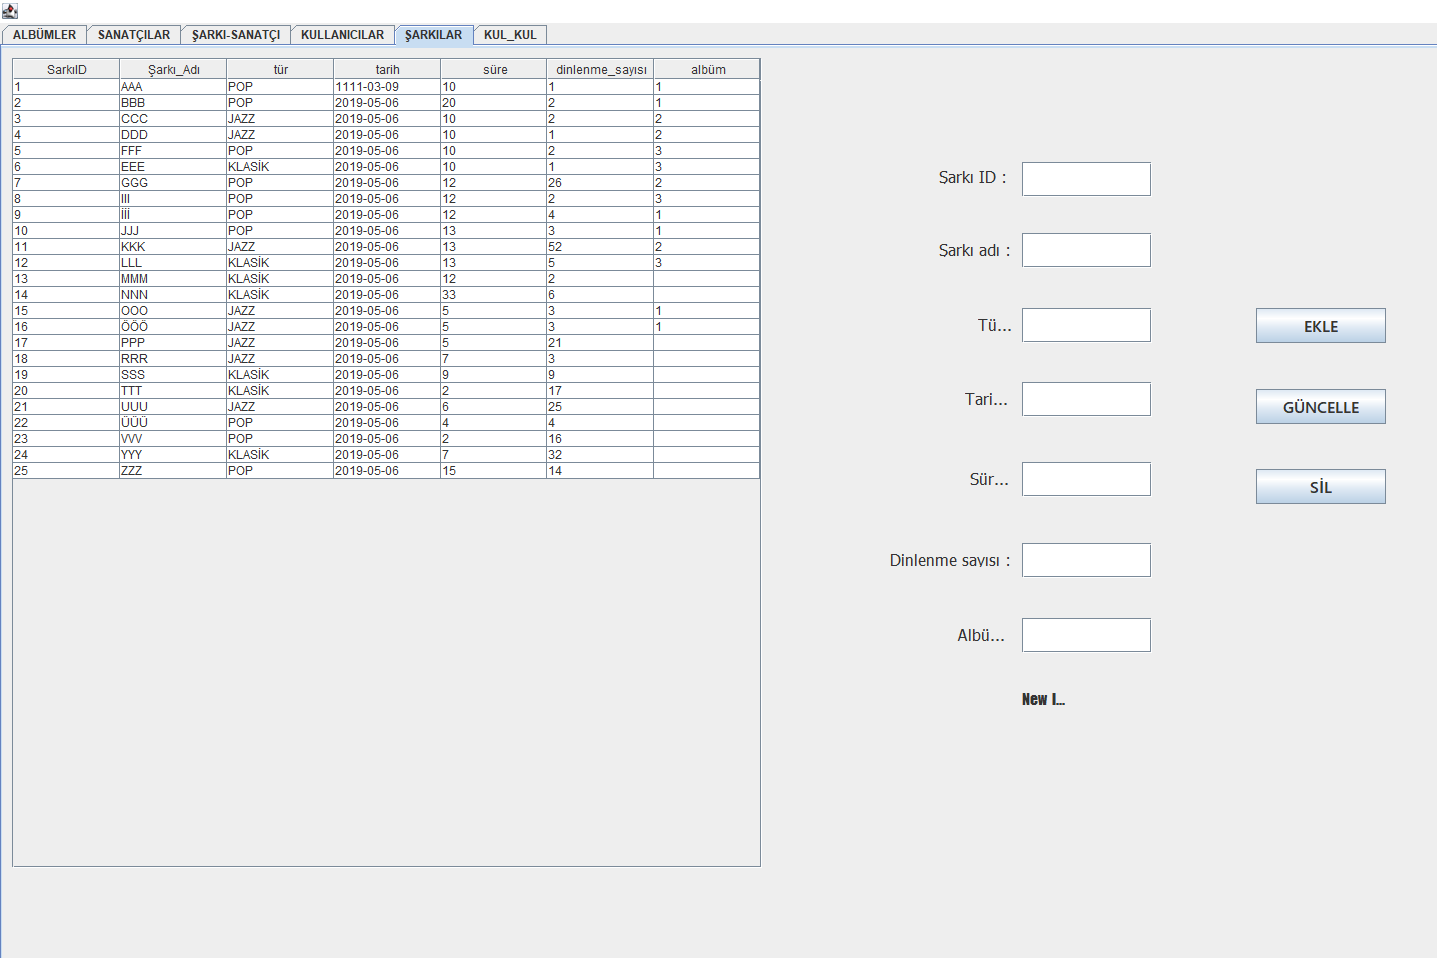 ALBÜMLER SANATÇILAR ŞARKI-SANATÇI KULLANICILAR ŞARKILAR KUL_KUL
SarkıID Şarkı_Adı tür tarih süre dinlenme_sayısı albüm
1 AAA POP 1111-03-09 10 1 1
2 BBB POP 2019-05-06 20 2 1
3 CCC JAZZ 2019-05-06 10 2 2
4 DDD JAZZ 2019-05-06 10 1 2
5 FFF POP 2019-05-06 10 2 3
6 EEE KLASİK 2019-05-06 10 1 3
7 GGG POP 2019-05-06 12 26 2
8 III POP 2019-05-06 12 2 3
9 İİİ POP 2019-05-06 12 4 1
10 JJJ POP 2019-05-06 13 3 1
11 KKK JAZZ 2019-05-06 13 52 2
12 LLL KLASİK 2019-05-06 13 5 3
13 MMM KLASİK 2019-05-06 12 2
14 NNN KLASİK 2019-05-06 33 6
15 OOO JAZZ 2019-05-06 5 3 1
16 ÖÖÖ JAZZ 2019-05-06 5 3 1
17 PPP JAZZ 2019-05-06 5 21
18 RRR JAZZ 2019-05-06 7 3
19 SSS KLASİK 2019-05-06 9 9
20 TTT KLASİK 2019-05-06 2 17
21 UUU JAZZ 2019-05-06 6 25
22 ÜÜÜ POP 2019-05-06 4 4
23 VVV POP 2019-05-06 2 16
24 YYY KLASİK 2019-05-06 7 32
25 ZZZ POP 2019-05-06 15 14
Şarkı ID :
Şarkı adı :
Tü...
Tari...
Sür...
Dinlenme sayısı :
Albü...
New l...
EKLE
GÜNCELLE
SİL